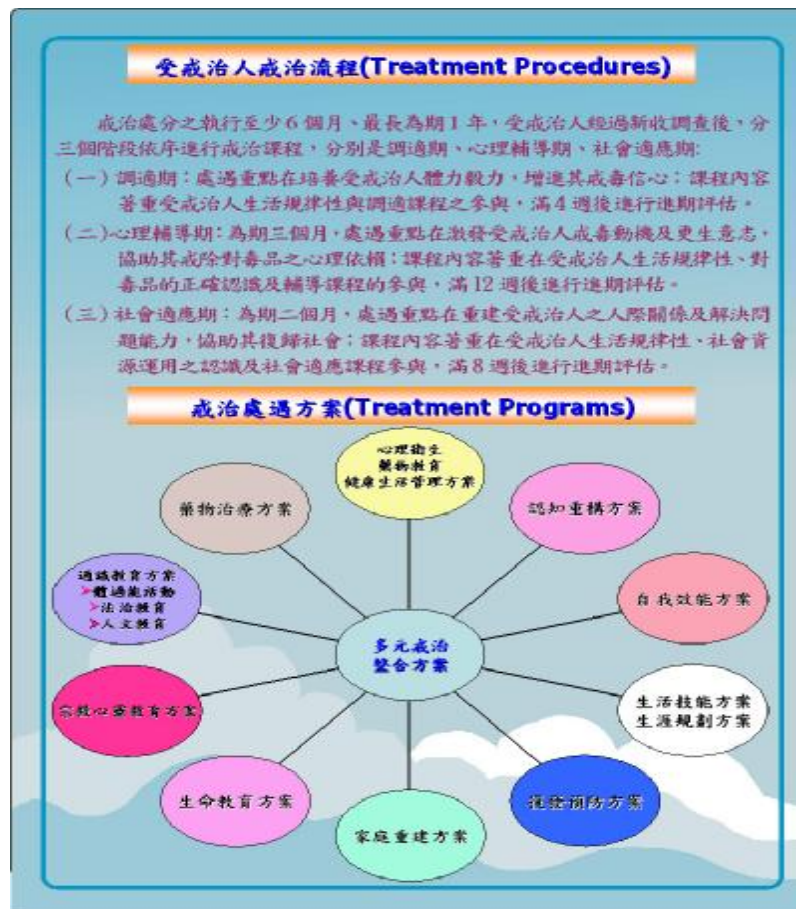 受戒治人戒治流程(Treatment Procedures)
戒治處分之執行至少6個月、最長為期1年,受戒治人經過新收調查後,分
三個階段依序進行戒治課程,分別是調適期、心理輔導期、社會適應期:
(一)調適期:處遇重點在培養受戒治人體力毅力,增進其戒毒信心;課程內容
著重受戒治人生活規律性與調適課程之參與,滿4週後進行進期評估。
(二)心理輔導期:為期三個月,處遇重點在激發受戒治人戒毒動機及更生意志,
協助其戒除對毒品之心理依賴;課程內容著重在受戒治人生活規律性、對
毒品的正確認識及輔導課程的參與,滿12週後進行進期評估。
(三)社會適應期:為期二個月,處遇重點在重建受戒治人之人際關係及解決問
題能力,協助其復歸社會;課程內容著重在受戒治人生活規律性、社會資
源運用之認識及社會適應課程參與,滿8週後進行進期評估。
戒治處遇方案(Treatment Programs)
心理衛生
藥物教育
健康生活管理方案
藥物治療方案
認知重構方案
通識教育方案
➢體適能活動
➢法治教育
➢人文教育
自我效能方案
多元戒治
整合方案
宗教心靈教育方案
生活技能方案
生涯規劃方案
生命教育方案
復發預防方案
家庭重建方案